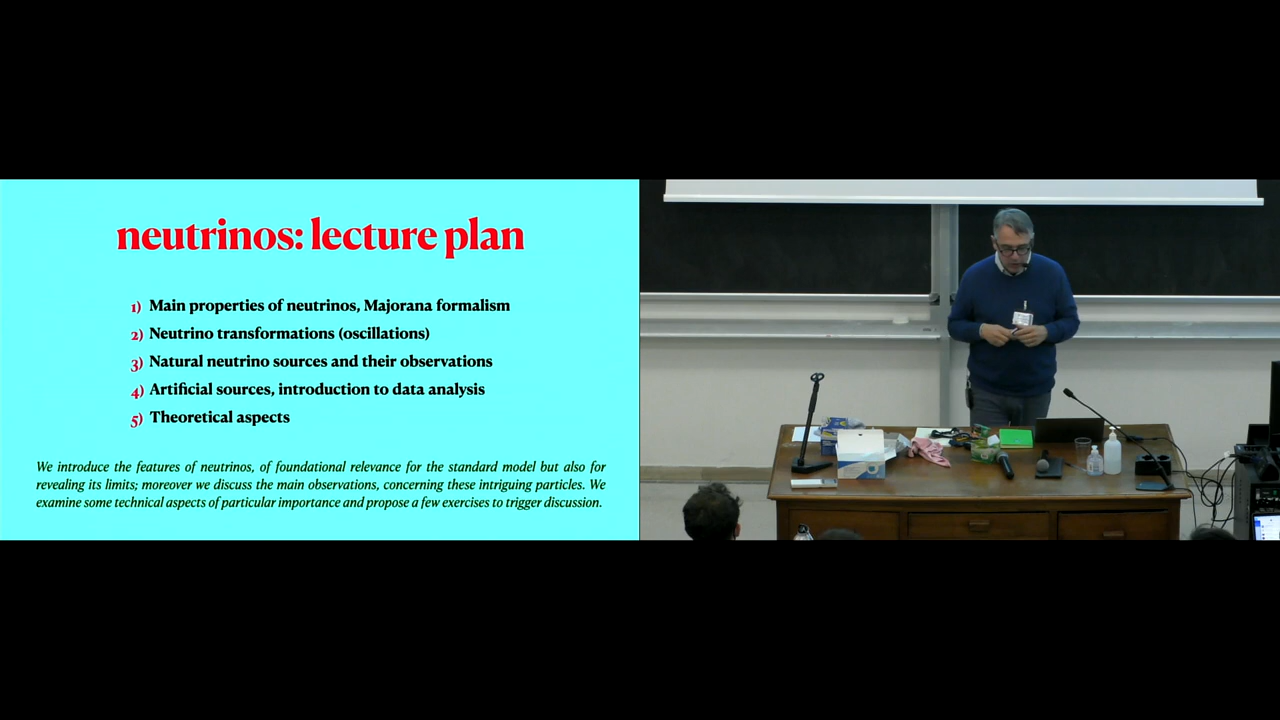 neutrinos: lecture plan
1) Main properties of neutrinos, Majorana formalism
2) Neutrino transformations (oscillations)
3) Natural neutrino sources and their observations
4) Artificial sources, introduction to data analysis
5) Theoretical aspects
We introduce the features of neutrinos, of foundational relevance for the standard model but also for
revealing its limits; moreover we discuss the main observations, concerning these intriguing particles. We
examine some technical aspects of particular importance and propose a few exercises to trigger discussion.